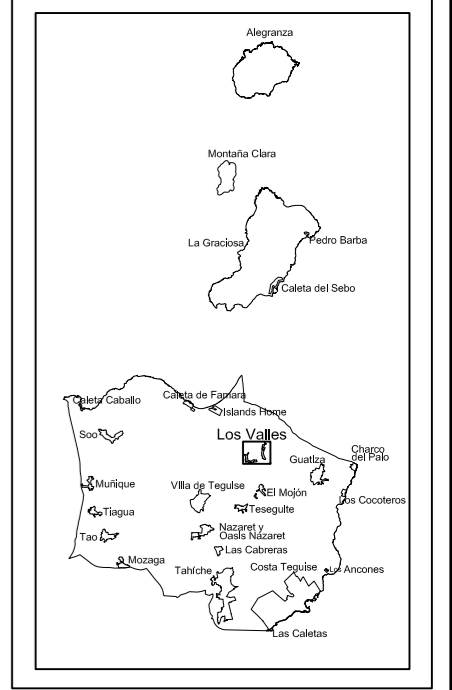 Alegranza
Montaña Clara
La Graciosa
Pedro Barba
Caleta del Sebo
Caleta Caballo
Caleta de Famara
Islands Home
Soo
Los Valles
Guatiza
Charco
del Palo
Muñique
Villa de Teguise
El Mojón
Los Cocoteros
Tiagua
Teseguite
Tao
Nazaret y
Oasis Nazaret
Las Cabreras
Mozaga
Tahíche
Costa Teguise
Los Ancones
Las Caletas